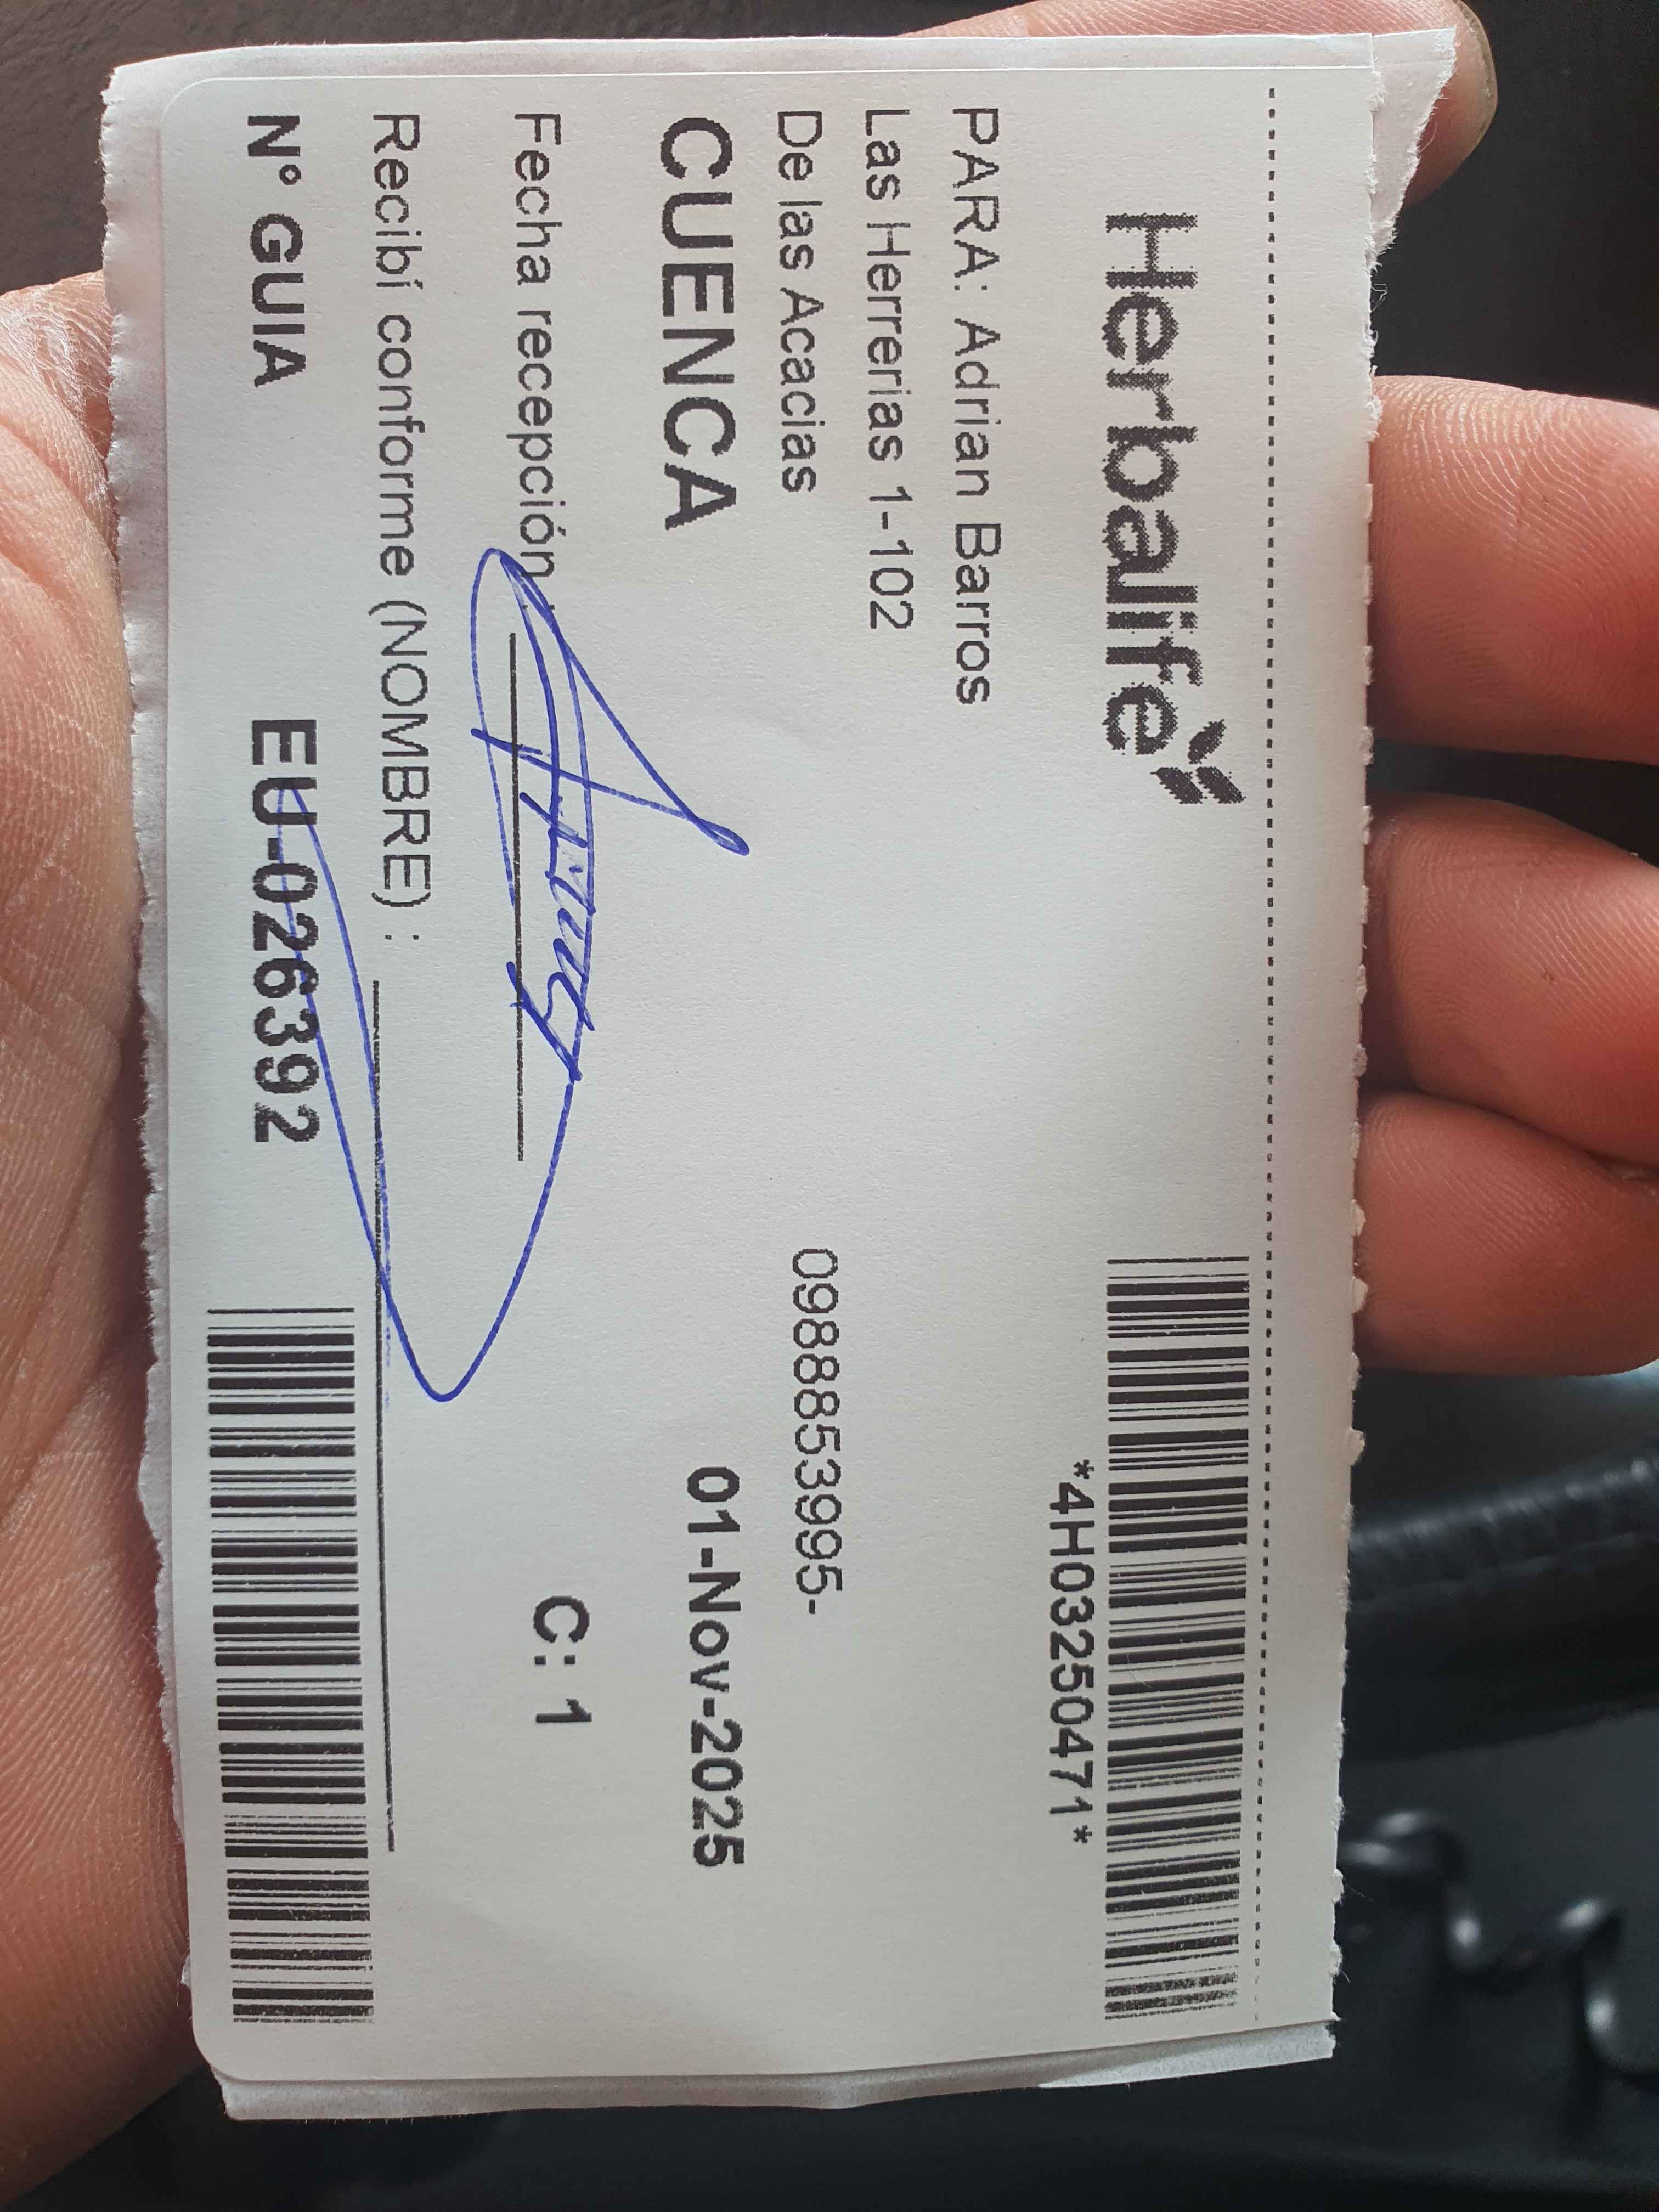 Herbalife
*4H03250471*
PARA: Adrian Barros
Las Herrerias 1-102
De las Acacias
0988853995-
CUENCA
01-Nov-2025
Fecha recepción
C: 1
Recibí conforme (NOMBRE) :
N° GUIA EU-026392